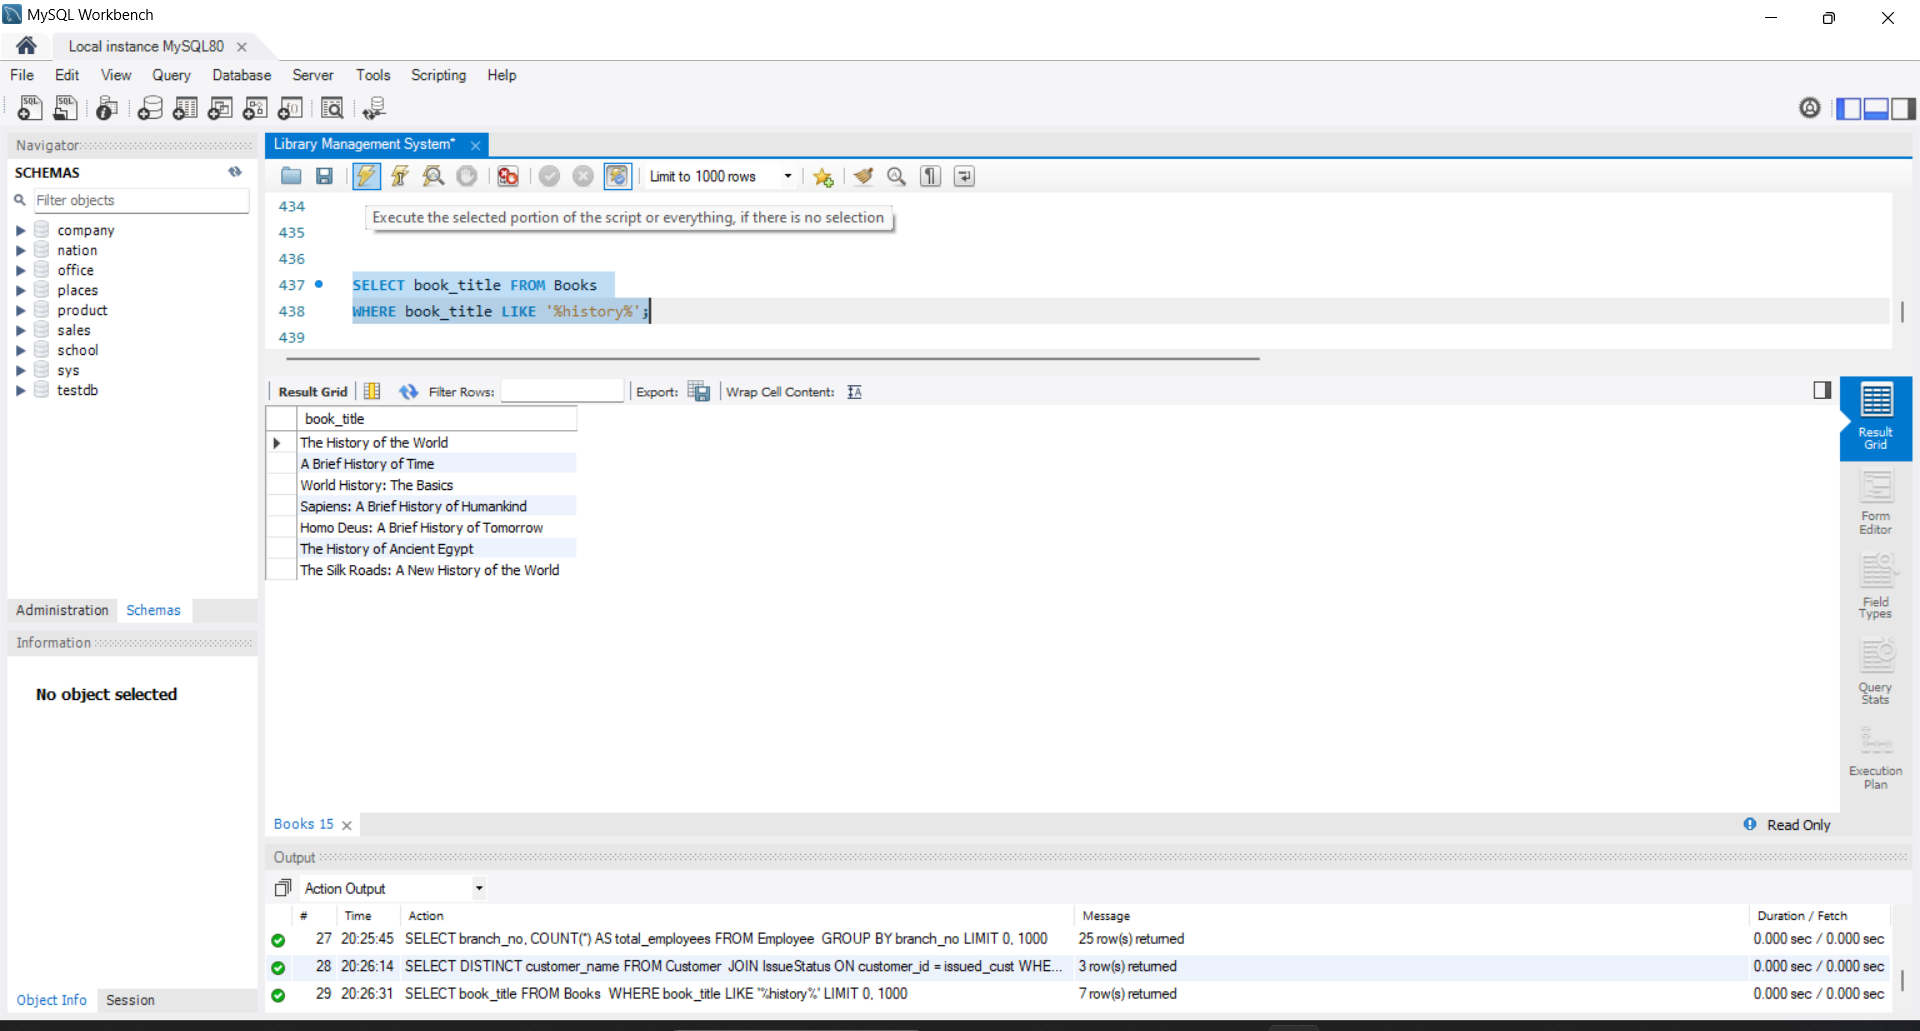 MySQL Workbench
Local instance MySQL80
File Edit View Query Database Server Tools Scripting Help
Navigator
SCHEMAS
Filter objects
company
nation
office
places
product
sales
school
sys
testdb
Administration Schemas
Information
No object selected
Object Info Session
Library Management System*
Limit to 1000 rows
434
Execute the selected portion of the script or everything, if there is no selection
435
436
437 SELECT book_title FROM Books
438 WHERE book_title LIKE '%history%';
439
Result Grid Filter Rows: Export: Wrap Cell Content:
book_title
The History of the World
A Brief History of Time
World History: The Basics
Sapiens: A Brief History of Humankind
Homo Deus: A Brief History of Tomorrow
The History of Ancient Egypt
The Silk Roads: A New History of the World
Result
Grid
Form
Editor
Field
Types
Query
Stats
Execution
Plan
Books 15
Read Only
Output
Action Output
# Time Action Message Duration / Fetch
27 20:25:45 SELECT branch_no, COUNT(*) AS total_employees FROM Employee GROUP BY branch_no LIMIT 0, 1000 25 row(s) returned 0.000 sec / 0.000 sec
28 20:26:14 SELECT DISTINCT customer_name FROM Customer JOIN IssueStatus ON customer_id = issued_cust WHE... 3 row(s) returned 0.000 sec / 0.000 sec
29 20:26:31 SELECT book_title FROM Books WHERE book_title LIKE '%history%' LIMIT 0, 1000 7 row(s) returned 0.000 sec / 0.000 sec